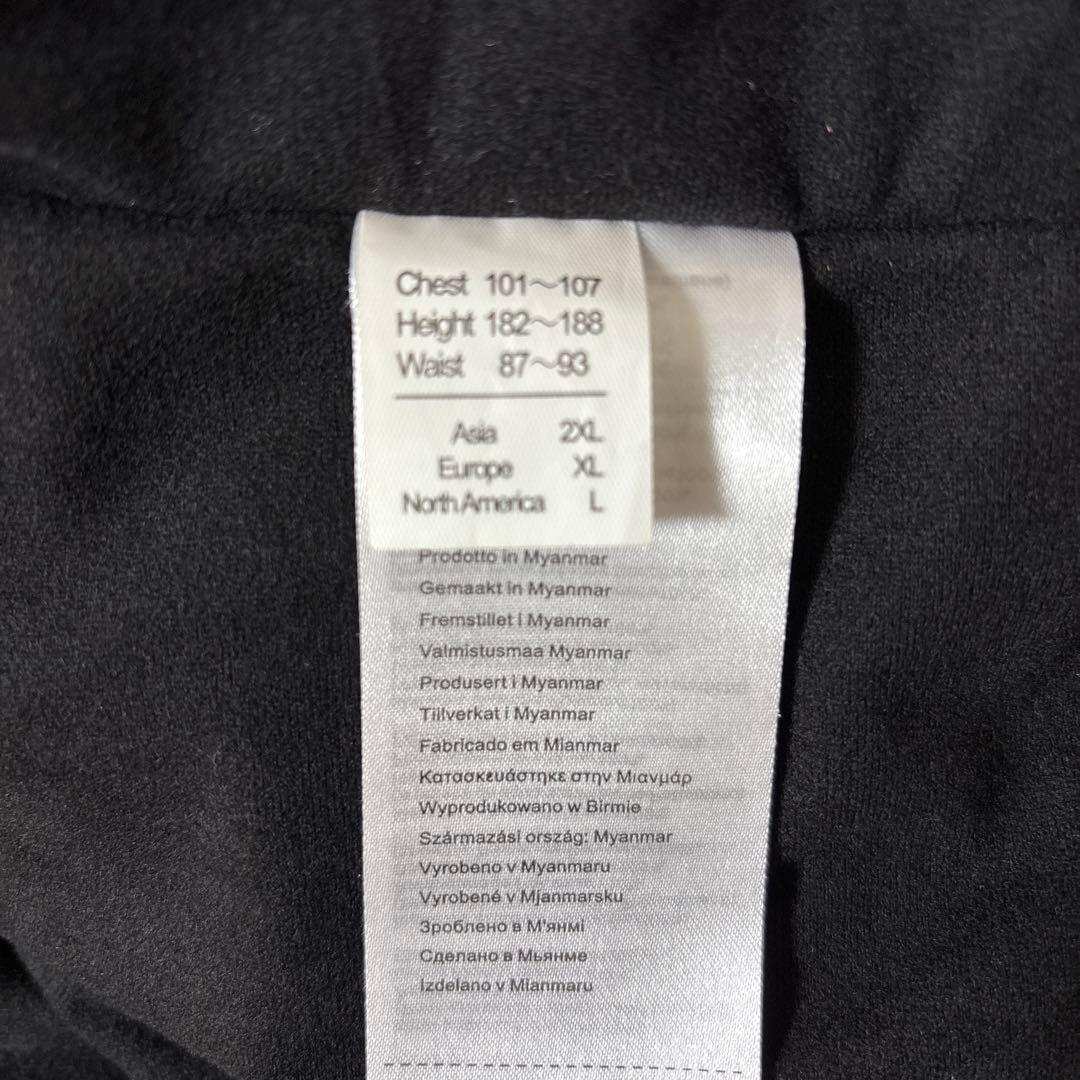 Chest 101~107
Height 182~188
Waist 87~93
Asia 2XL
Europe XL
North America L
Prodotto in Myanmar
Gemaakt in Myanmar
Fremstillet i Myanmar
Valmistusmaa Myanmar
Produsert i Myanmar
Tillverkat i Myanmar
Fabricado em Mianmar
Κατασκευάστηκε στην Μιανμάρ
Wyprodukowano w Birmie
Származási ország: Myanmar
Vyrobeno v Myanmaru
Vyrobené v Mjanmarsku
Зроблено в М'янмі
Сделано в Мьянме
Izdelano v Mianmaru